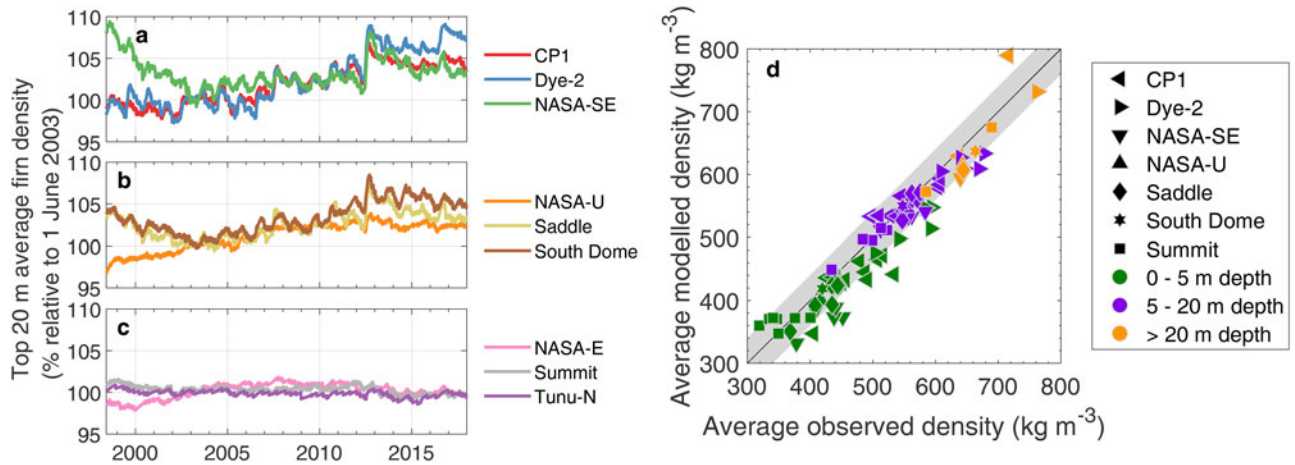 Top 20 m average firn density
(% relative to 1 June 2003)
110
105
100
95
a
CP1
Dye-2
NASA-SE
110
105
100
95
b
NASA-U
Saddle
South Dome
110
105
100
95
c
NASA-E
Summit
Tunu-N
2000 2005 2010 2015
Average modelled density (kg m⁻³)
800
700
600
500
400
300
d
300 400 500 600 700 800
Average observed density (kg m⁻³)
CP1
Dye-2
NASA-SE
NASA-U
Saddle
South Dome
Summit
0 - 5 m depth
5 - 20 m depth
> 20 m depth